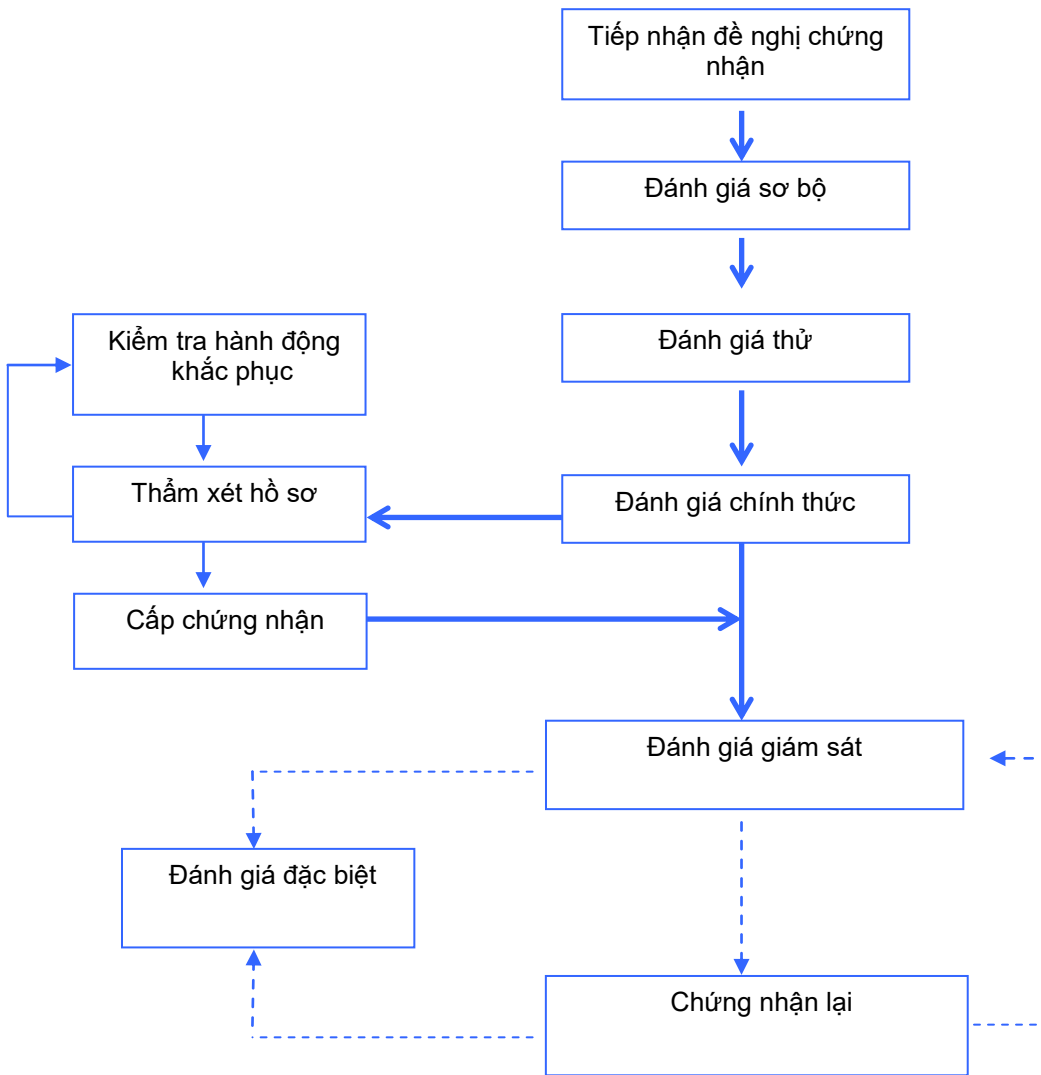 Tiếp nhận đề nghị chứng
nhận
Đánh giá sơ bộ
Đánh giá thử
Kiểm tra hành động
khắc phục
Thẩm xét hồ sơ
Đánh giá chính thức
Cấp chứng nhận
Đánh giá giám sát
Đánh giá đặc biệt
Chứng nhận lại